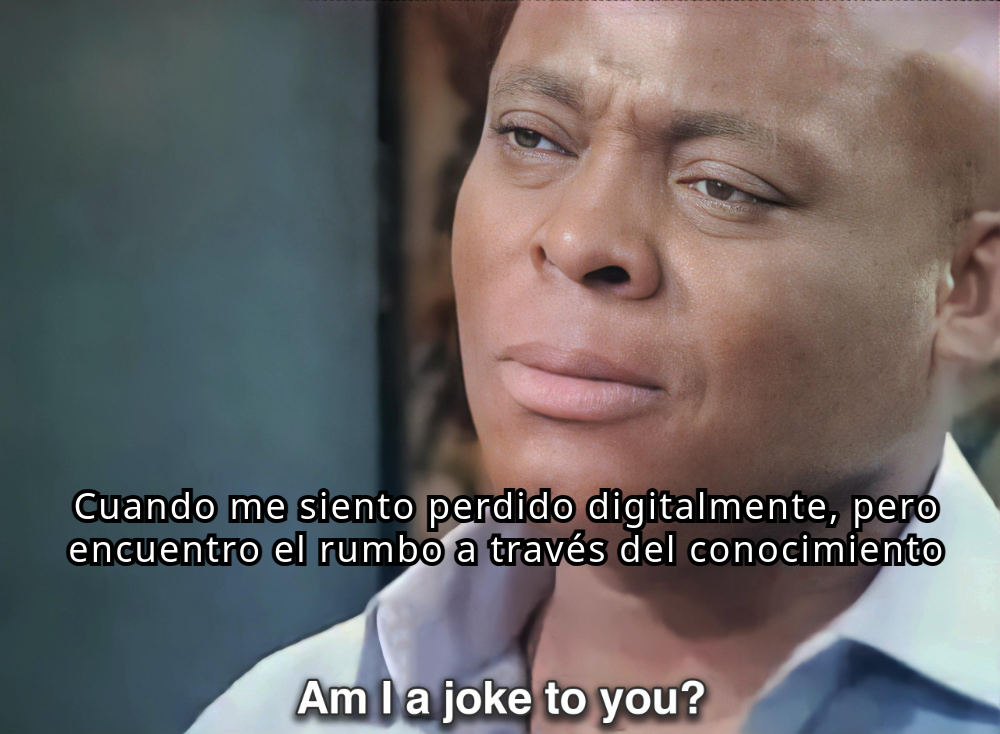 Cuando me siento perdido digitalmente, pero
encuentro el rumbo a través del conocimiento
Am I a joke to you?